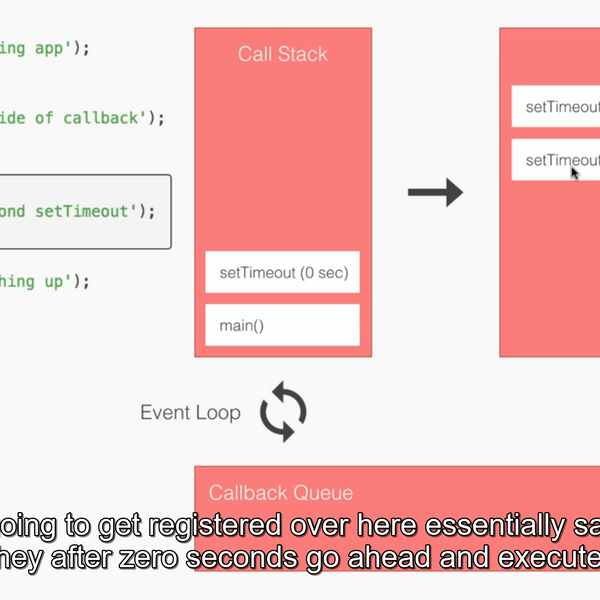 ing app');
ide of callback');
ond setTimeout');
hing up');
Call Stack
setTimeout (0 sec)
main()
setTimeout
setTimeout
Event Loop
Callback Queue
oing to get registered over here essentially sa
hey after zero seconds go ahead and execute